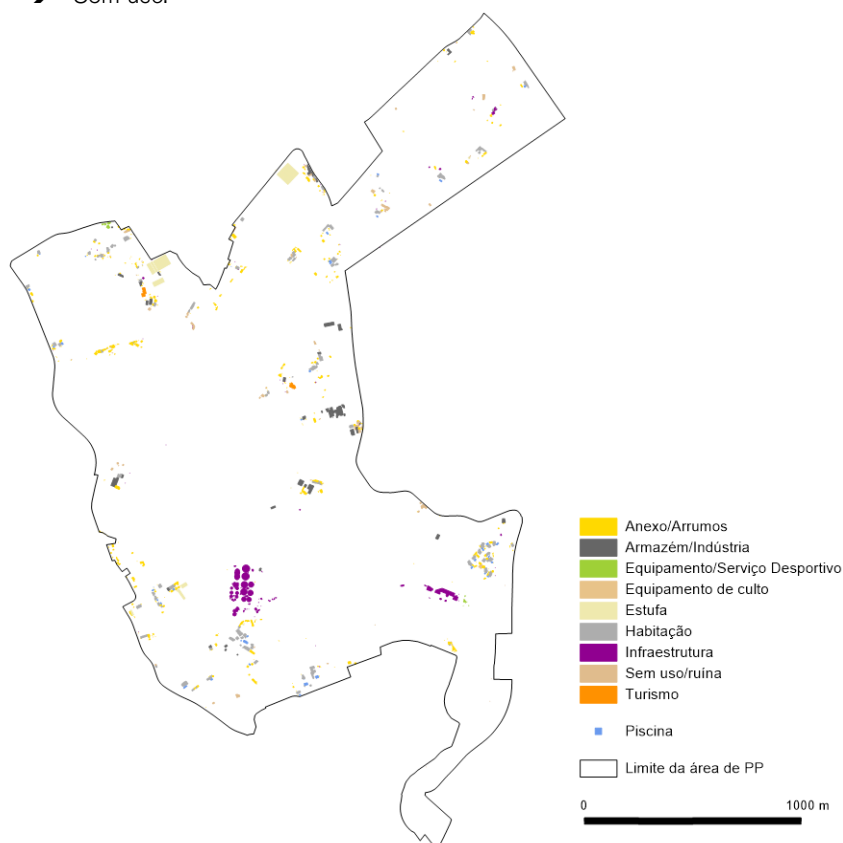 Anexo/Arrumos
Armazém/Indústria
Equipamento/Serviço Desportivo
Equipamento de culto
Estufa
Habitação
Infraestrutura
Sem uso/ruína
Turismo
Piscina
Limite da área de PP
0 1000 m